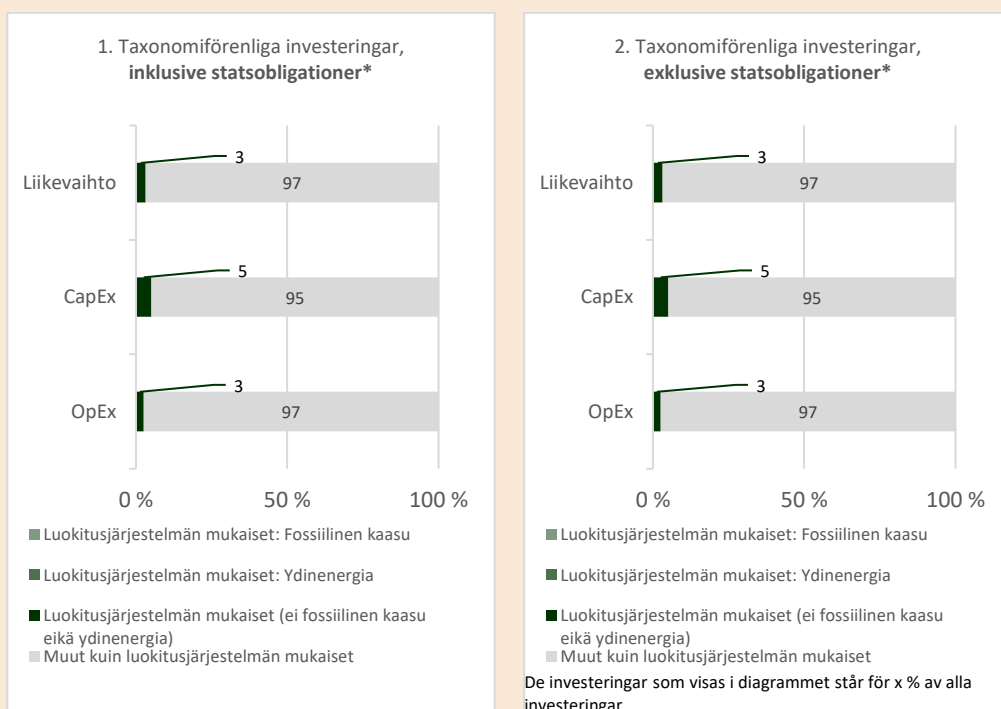 1. Taxonomiförenliga investeringar,
inklusive statsobligationer*
Liikevaihto
3
97
CapEx
5
95
OpEx
3
97
0 % 50 % 100 %
Luokitusjärjestelmän mukaiset: Fossiilinen kaasu
Luokitusjärjestelmän mukaiset: Ydinenergia
Luokitusjärjestelmän mukaiset (ei fossiilinen kaasu
eikä ydinenergia)
Muut kuin luokitusjärjestelmän mukaiset
2. Taxonomiförenliga investeringar,
exklusive statsobligationer*
Liikevaihto
3
97
CapEx
5
95
OpEx
3
97
0 % 50 % 100 %
Luokitusjärjestelmän mukaiset: Fossiilinen kaasu
Luokitusjärjestelmän mukaiset: Ydinenergia
Luokitusjärjestelmän mukaiset (ei fossiilinen kaasu
eikä ydinenergia)
Muut kuin luokitusjärjestelmän mukaiset
De investeringar som visas i diagrammet står för x % av alla
investeringar